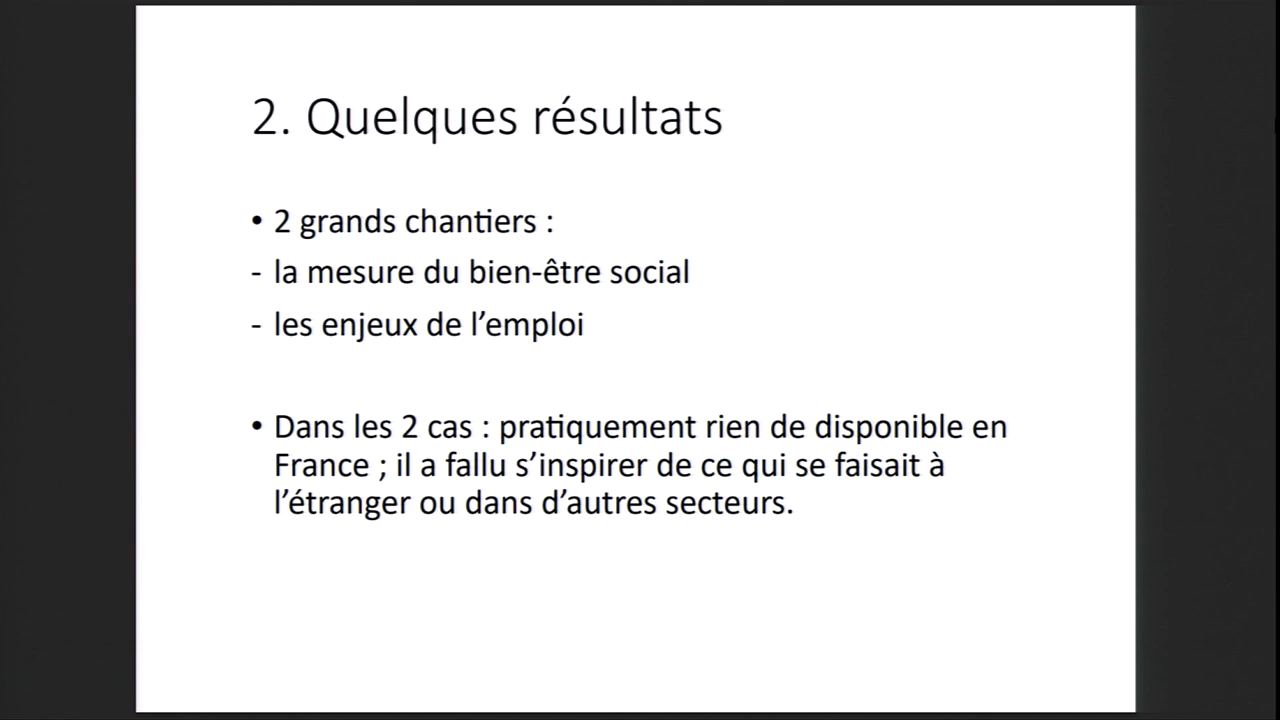 2. Quelques résultats
• 2 grands chantiers :
- la mesure du bien-être social
- les enjeux de l’emploi
• Dans les 2 cas : pratiquement rien de disponible en
France ; il a fallu s’inspirer de ce qui se faisait à
l’étranger ou dans d’autres secteurs.